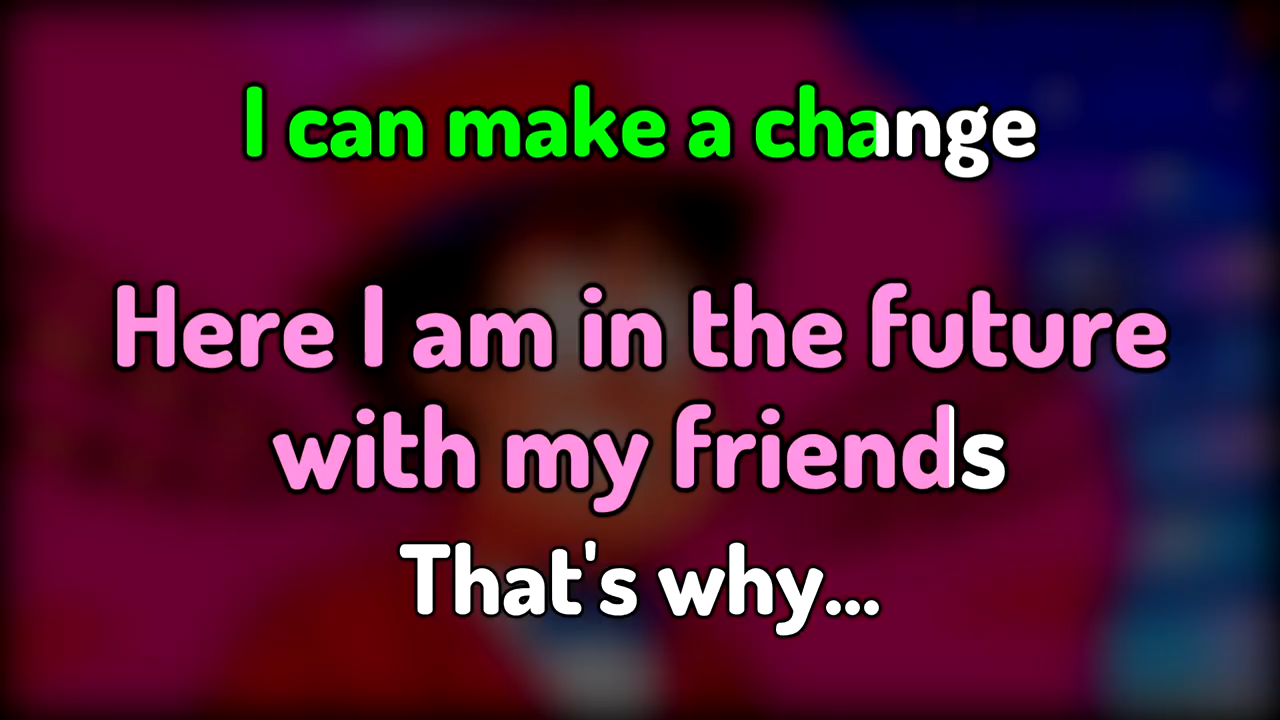 I can make a change
Here I am in the future
with my friends
That's why...